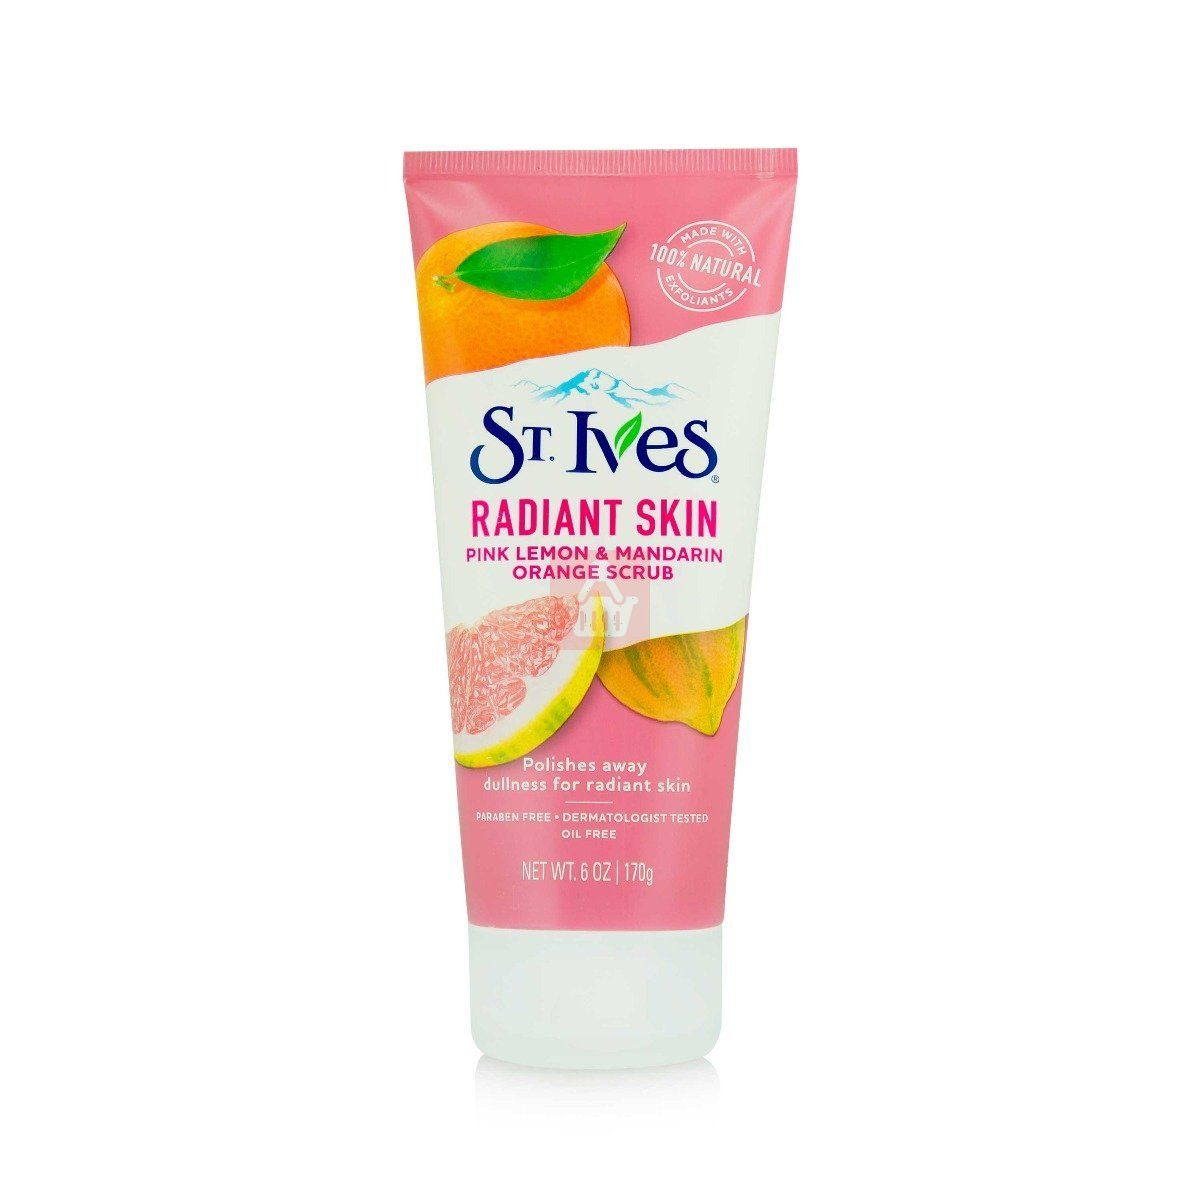 MADE WITH
100% NATURAL
EXFOLIANTS
ST. Ives®
RADIANT SKIN
PINK LEMON & MANDARIN
ORANGE SCRUB
Polishes away
dullness for radiant skin
PARABEN FREE • DERMATOLOGIST TESTED
OIL FREE
NET WT. 6 OZ | 170g